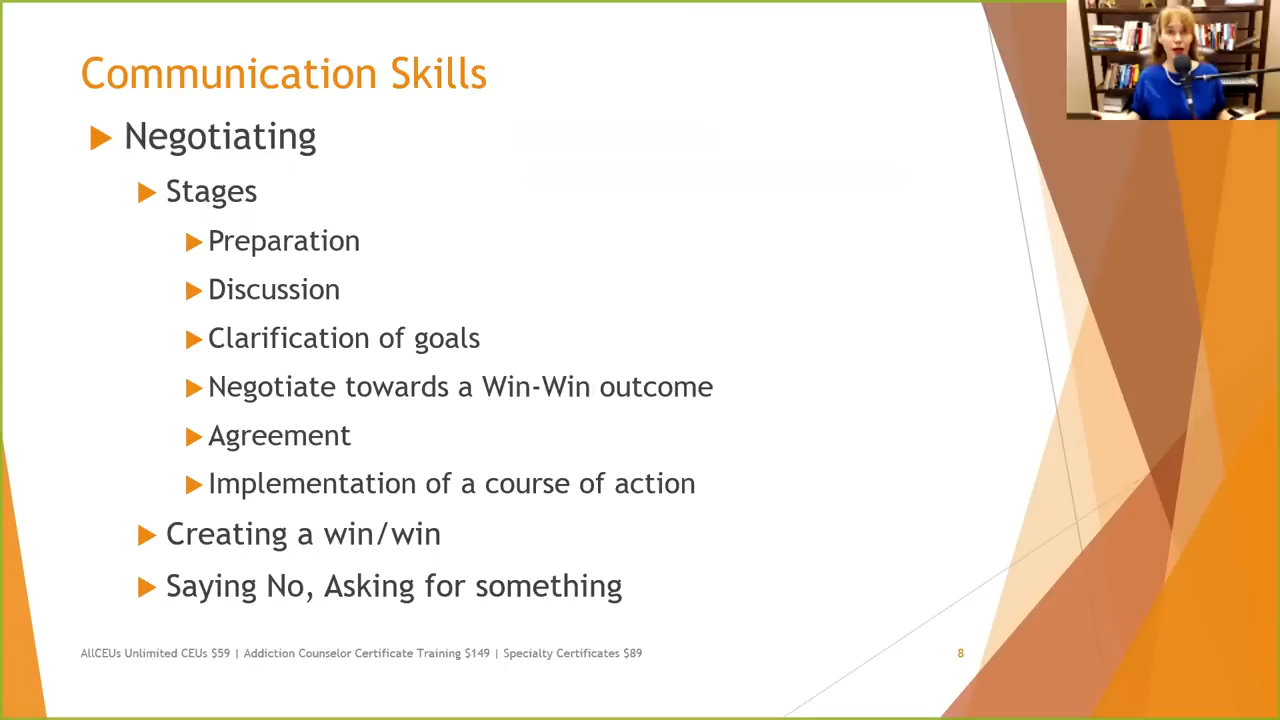 Communication Skills
Negotiating
Stages
Preparation
Discussion
Clarification of goals
Negotiate towards a Win-Win outcome
Agreement
Implementation of a course of action
Creating a win/win
Saying No, Asking for something
AllCEUs Unlimited CEUs $59 | Addiction Counselor Certificate Training $149 | Specialty Certificates $89
8